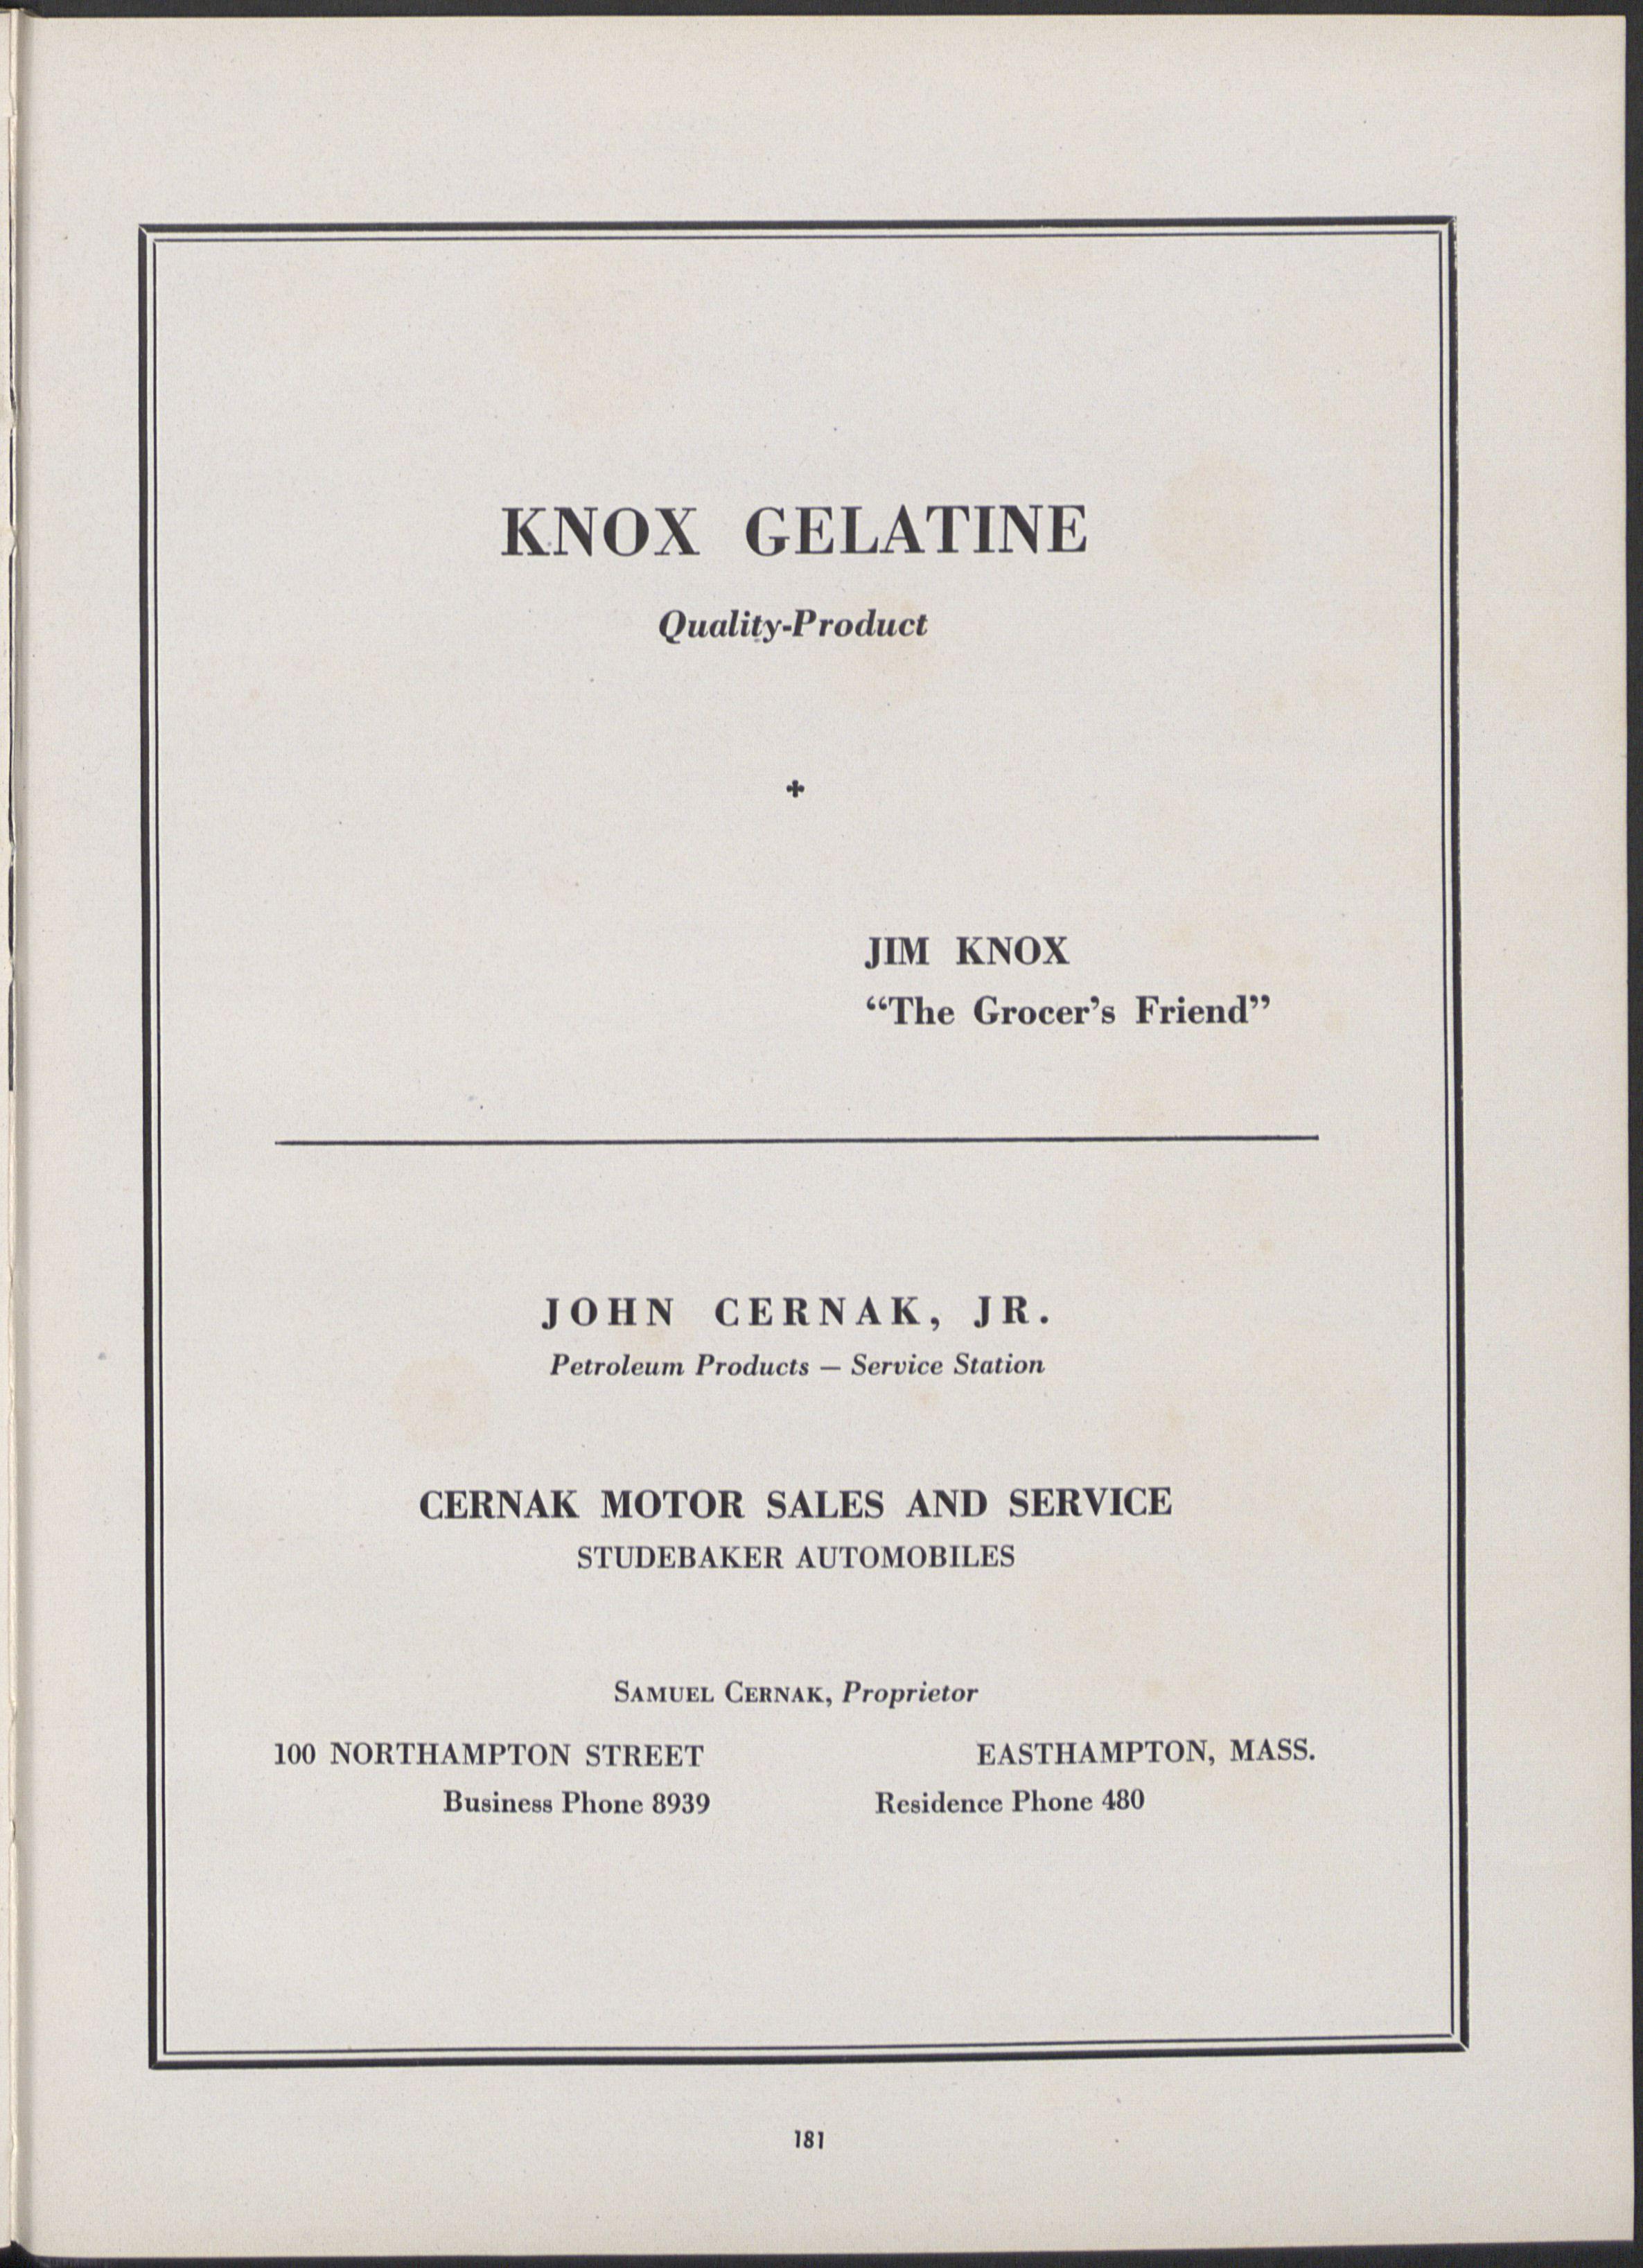 KNOX GELATINE
Quality-Product
JIM KNOX
“The Grocer’s Friend”
JOHN CERNAK, JR.
Petroleum Products — Service Station
CERNAK MOTOR SALES AND SERVICE
STUDEBAKER AUTOMOBILES
SAMUEL CERNAK, Proprietor
100 NORTHAMPTON STREET EASTHAMPTON, MASS.
Business Phone 8939 Residence Phone 480
181